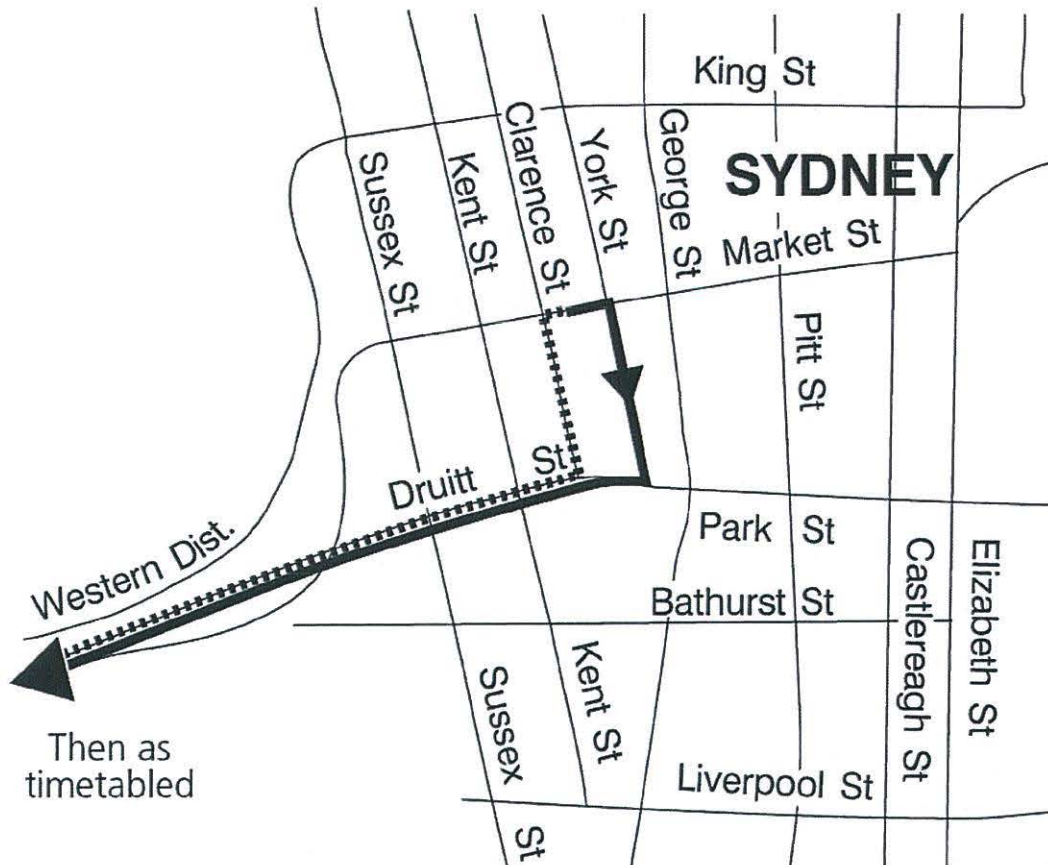 King St
SYDNEY
Sussex St
Kent St
Clarence St
York St
George St
Market St
Pitt St
Druitt St
Western Dist.
Park St
Bathurst St
Castlereagh St
Elizabeth St
Sussex St
Kent St
Liverpool St
Then as
timetabled